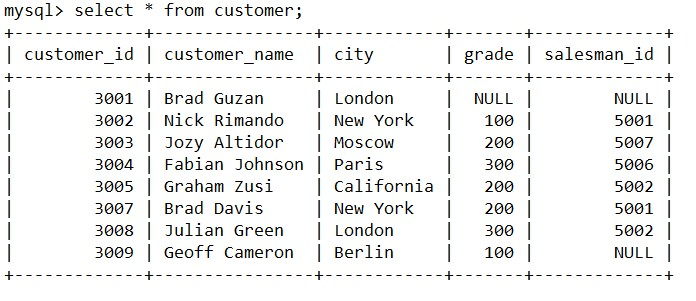 mysql> select * from customer;
+-------------+----------------+------------+-------+-------------+
| customer_id | customer_name  | city       | grade | salesman_id |
+-------------+----------------+------------+-------+-------------+
|        3001 | Brad Guzan     | London     |  NULL |        NULL |
|        3002 | Nick Rimando   | New York   |   100 |        5001 |
|        3003 | Jozy Altidor   | Moscow     |   200 |        5007 |
|        3004 | Fabian Johnson | Paris      |   300 |        5006 |
|        3005 | Graham Zusi    | California |   200 |        5002 |
|        3007 | Brad Davis     | New York   |   200 |        5001 |
|        3008 | Julian Green   | London     |   300 |        5002 |
|        3009 | Geoff Cameron  | Berlin     |   100 |        NULL |
+-------------+----------------+------------+-------+-------------+